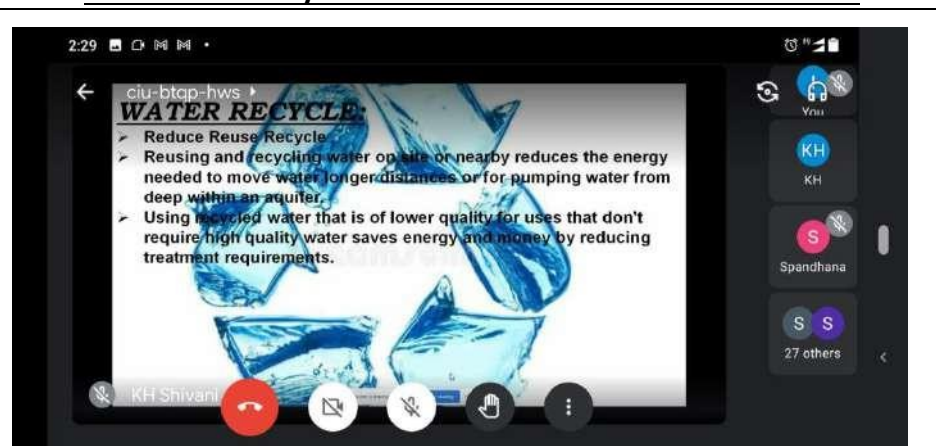 2:29
ciu-btqp-hws
WATER RECYCLE:
➢ Reduce Reuse Recycle
➢ Reusing and recycling water on site or nearby reduces the energy
needed to move water longer distances or for pumping water from
deep within an aquifer.
➢ Using recycled water that is of lower quality for uses that don't
require high quality water saves energy and money by reducing
treatment requirements.
You
KH
KH
S
Spandhana
S S
27 others
KH Shivani